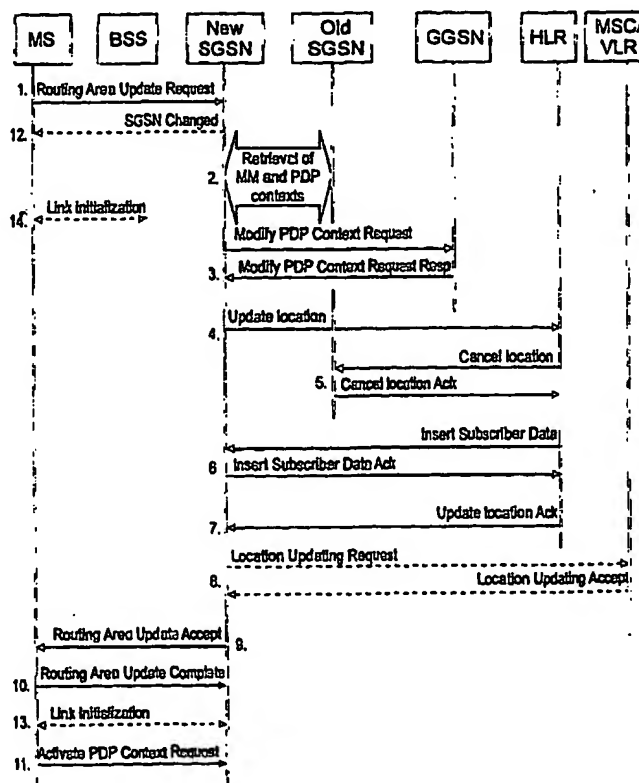 MS BSS New SGSN Old SGSN GGSN HLR MSC/ VLR
1. Routing Area Update Request
12. SGSN Changed
2. Retrieval of MM and PDP contexts
14. Link Initialization
Modify PDP Context Request
3. Modify PDP Context Request Resp
4. Update location
Cancel location
5. Cancel location Ack
Insert Subscriber Data
6 Insert Subscriber Data Ack
7. Update location Ack
Location Updating Request
8. Location Updating Accept
Routing Area Update Accept 9.
10. Routing Area Update Complete
13. Link Initialization
11. Activate PDP Context Request